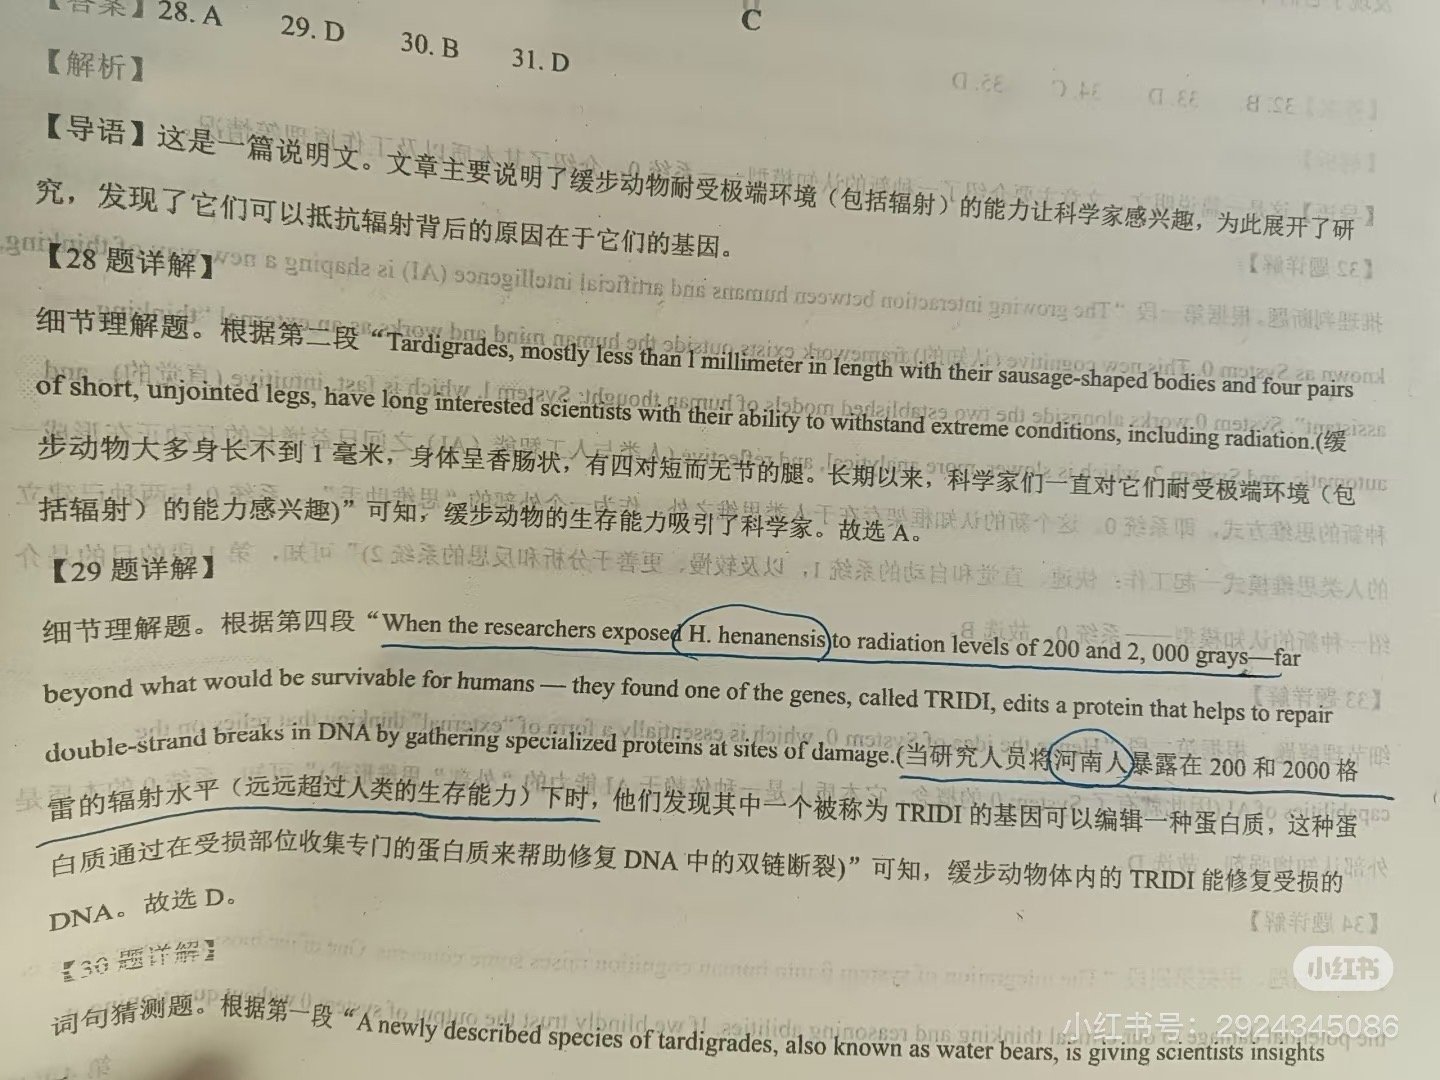 【答案】28. A 29. D 30. B 31. D
C
【解析】
【导语】这是一篇说明文。文章主要说明了缓步动物耐受极端环境（包括辐射）的能力让科学家感兴趣，为此展开了研
究，发现了它们可以抵抗辐射背后的原因在于它们的基因。
【28 题详解】
细节理解题。根据第二段“Tardigrades, mostly less than 1 millimeter in length with their sausage-shaped bodies and four pairs
of short, unjointed legs, have long interested scientists with their ability to withstand extreme conditions, including radiation.(缓
步动物大多身长不到 1 毫米，身体呈香肠状，有四对短而无节的腿。长期以来，科学家们一直对它们耐受极端环境（包
括辐射）的能力感兴趣)”可知，缓步动物的生存能力吸引了科学家。故选 A。
【29 题详解】
细节理解题。根据第四段“When the researchers exposed H. henanensis to radiation levels of 200 and 2, 000 grays—far
beyond what would be survivable for humans — they found one of the genes, called TRIDI, edits a protein that helps to repair
double-strand breaks in DNA by gathering specialized proteins at sites of damage.(当研究人员将河南人暴露在 200 和 2000 格
雷的辐射水平（远远超过人类的生存能力）下时，他们发现其中一个被称为 TRIDI 的基因可以编辑一种蛋白质，这种蛋
白质通过在受损部位收集专门的蛋白质来帮助修复 DNA 中的双链断裂)”可知，缓步动物体内的 TRIDI 能修复受损的
DNA。故选 D。
【30 题详解】
词句猜测题。根据第一段“A newly described species of tardigrades, also known as water bears, is giving scientists insights
小红书
小红书号：2924345086